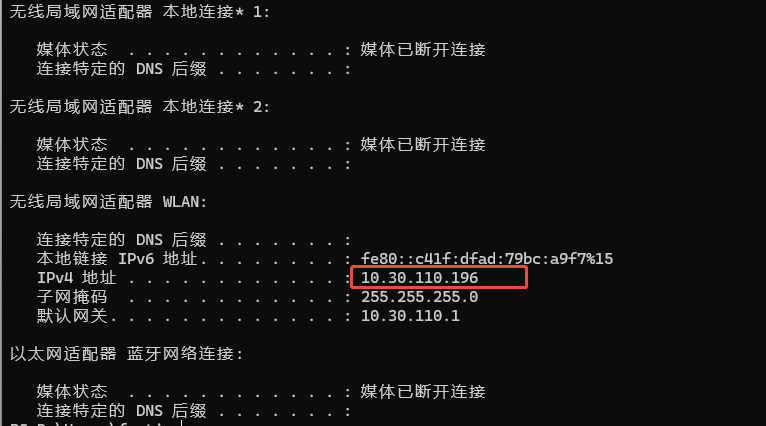 无线局域网适配器 本地连接* 1:
媒体状态 . . . . . . . . . . . . : 媒体已断开连接
连接特定的 DNS 后缀 . . . . . . . :
无线局域网适配器 本地连接* 2:
媒体状态 . . . . . . . . . . . . : 媒体已断开连接
连接特定的 DNS 后缀 . . . . . . . :
无线局域网适配器 WLAN:
连接特定的 DNS 后缀 . . . . . . . :
本地链接 IPv6 地址. . . . . . . . : fe80::c41f:dfad:79bc:a9f7%15
IPv4 地址 . . . . . . . . . . . . : 10.30.110.196
子网掩码 . . . . . . . . . . . . : 255.255.255.0
默认网关. . . . . . . . . . . . . : 10.30.110.1
以太网适配器 蓝牙网络连接:
媒体状态 . . . . . . . . . . . . : 媒体已断开连接
连接特定的 DNS 后缀 . . . . . . . :